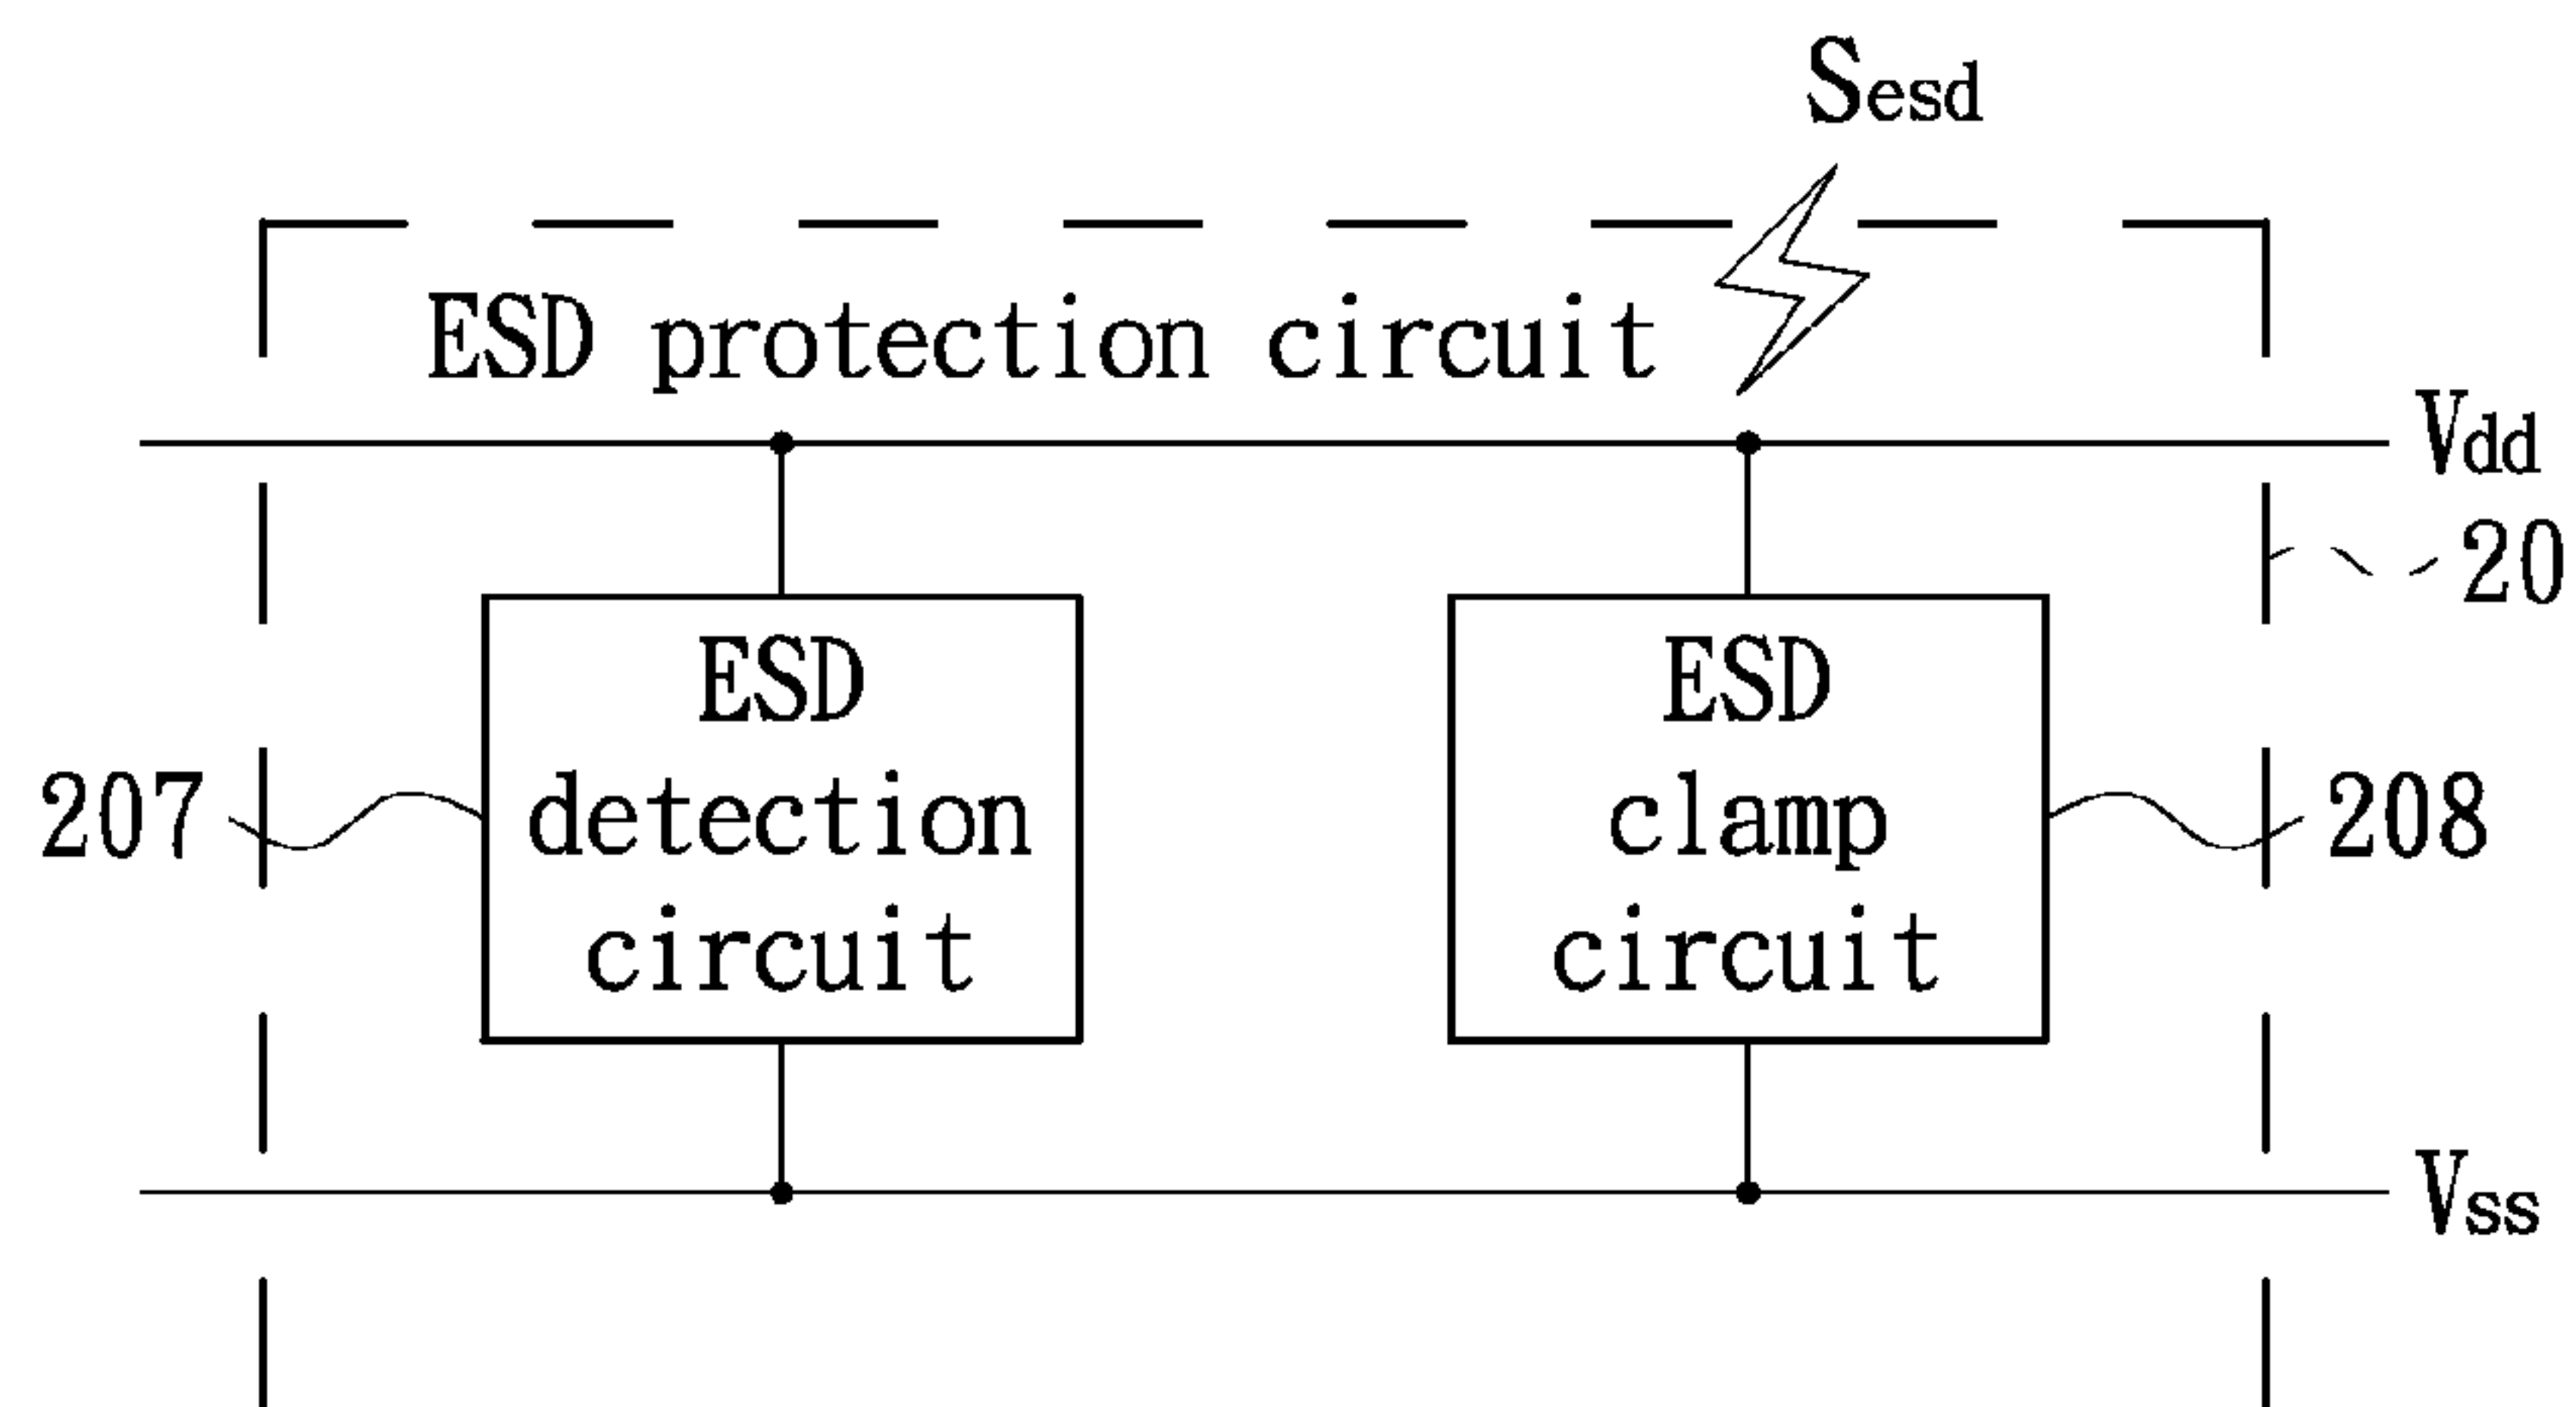 Sesd
ESD protection circuit
Vdd
20
ESD
detection
circuit
ESD
clamp
circuit
207
208
Vss